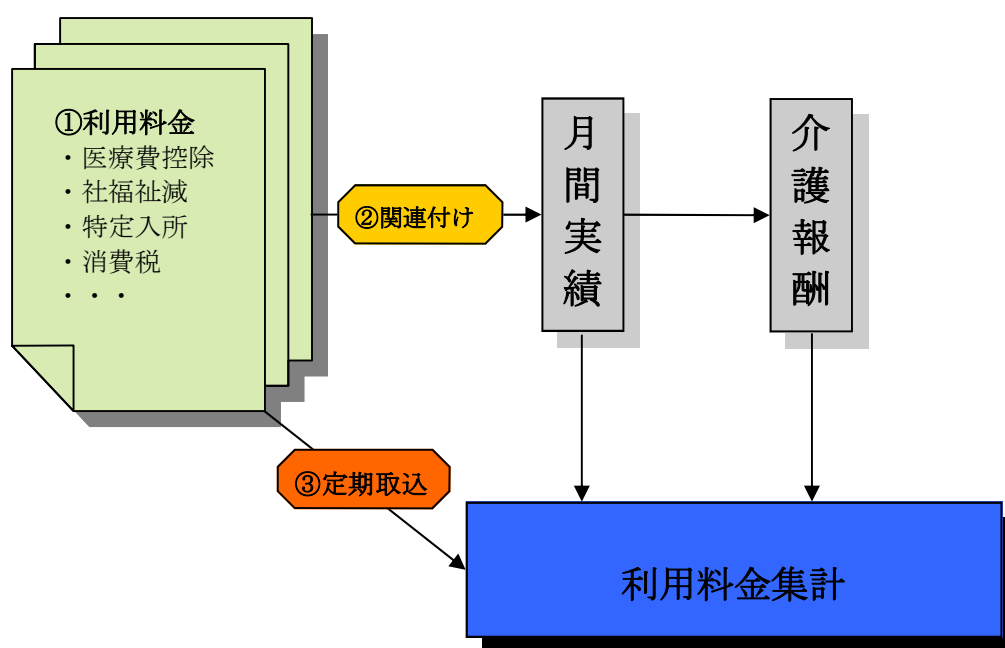 ①利用料金
・医療費控除
・社福祉減
・特定入所
・消費税
・・・
②関連付け
月間実績
介護報酬
③定期取込
利用料金集計